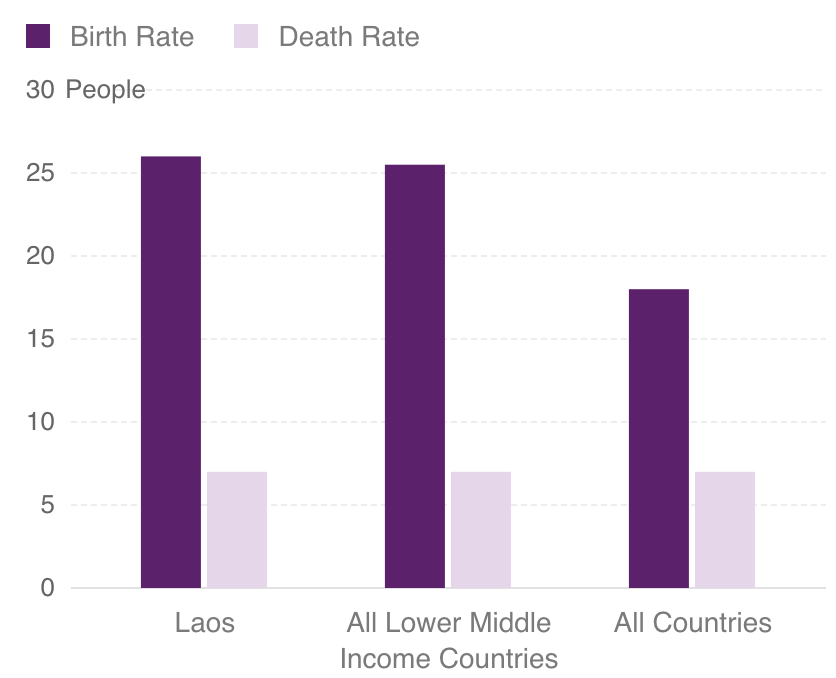 Birth Rate Death Rate
30 People
25
20
15
10
5
0
Laos All Lower Middle All Countries
Income Countries